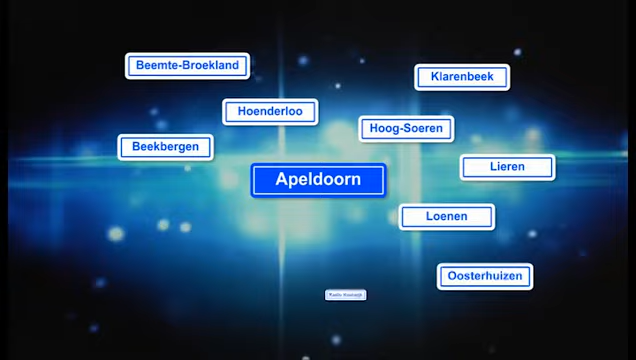 Beemte-Broekland
Klarenbeek
Hoenderloo
Hoog-Soeren
Beekbergen
Lieren
Apeldoorn
Loenen
Oosterhuizen